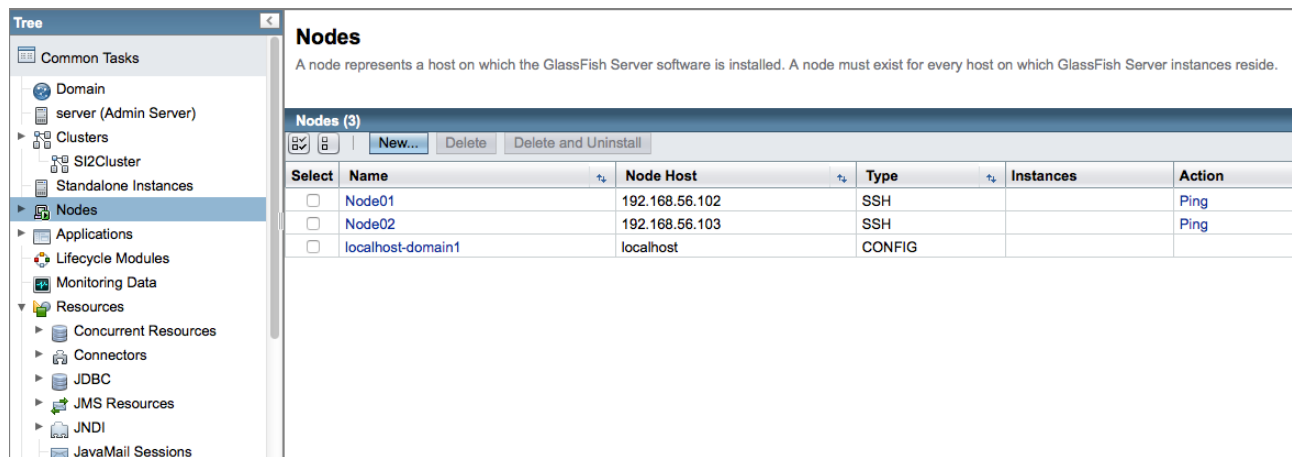 Tree
Common Tasks
Domain
server (Admin Server)
Clusters
SI2Cluster
Standalone Instances
Nodes
Applications
Lifecycle Modules
Monitoring Data
Resources
Concurrent Resources
Connectors
JDBC
JMS Resources
JNDI
JavaMail Sessions
Nodes
A node represents a host on which the GlassFish Server software is installed. A node must exist for every host on which GlassFish Server instances reside.
Nodes (3)
New... Delete Delete and Uninstall
Select Name Node Host Type Instances Action
Node01 192.168.56.102 SSH Ping
Node02 192.168.56.103 SSH Ping
localhost-domain1 localhost CONFIG